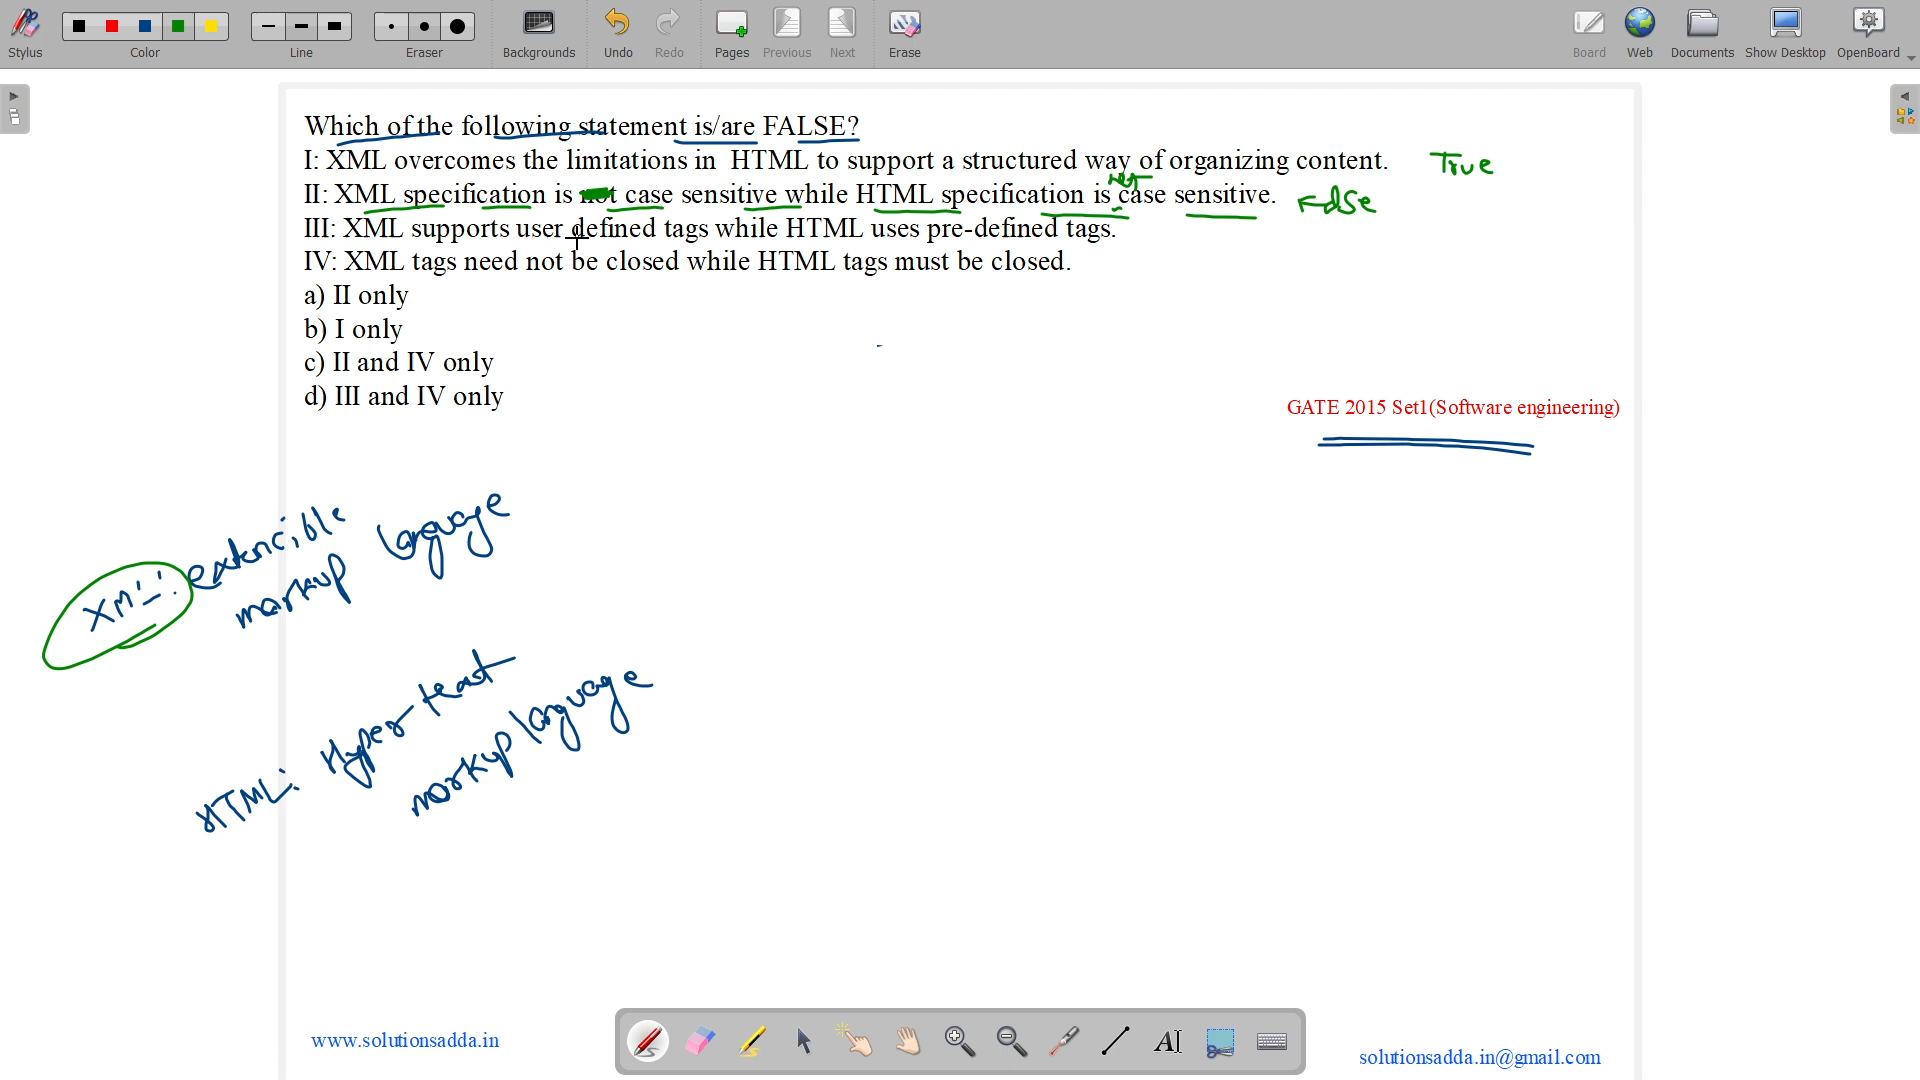 Stylus
Color
Line
Eraser
Backgrounds
Undo
Redo
Pages
Previous
Next
Erase
Board
Web
Documents
Show Desktop
OpenBoard
Which of the following statement is/are FALSE?
I: XML overcomes the limitations in HTML to support a structured way of organizing content. True
not
II: XML specification is not case sensitive while HTML specification is case sensitive. False
III: XML supports user defined tags while HTML uses pre-defined tags.
IV: XML tags need not be closed while HTML tags must be closed.
a) II only
b) I only
c) II and IV only
d) III and IV only
GATE 2015 Set1(Software engineering)
XML: extencible
markup language
HTML: Hyper teast
markup language
www.solutionsadda.in
solutionsadda.in@gmail.com